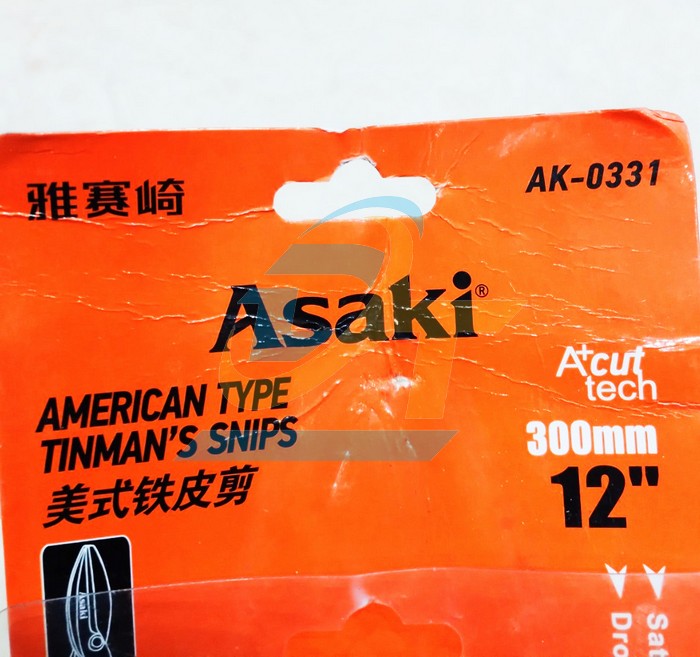 雅赛崎
AK-0331
Asaki®
A+cut
tech
AMERICAN TYPE
TINMAN'S SNIPS
美式铁皮剪
300mm
12"
Asaki